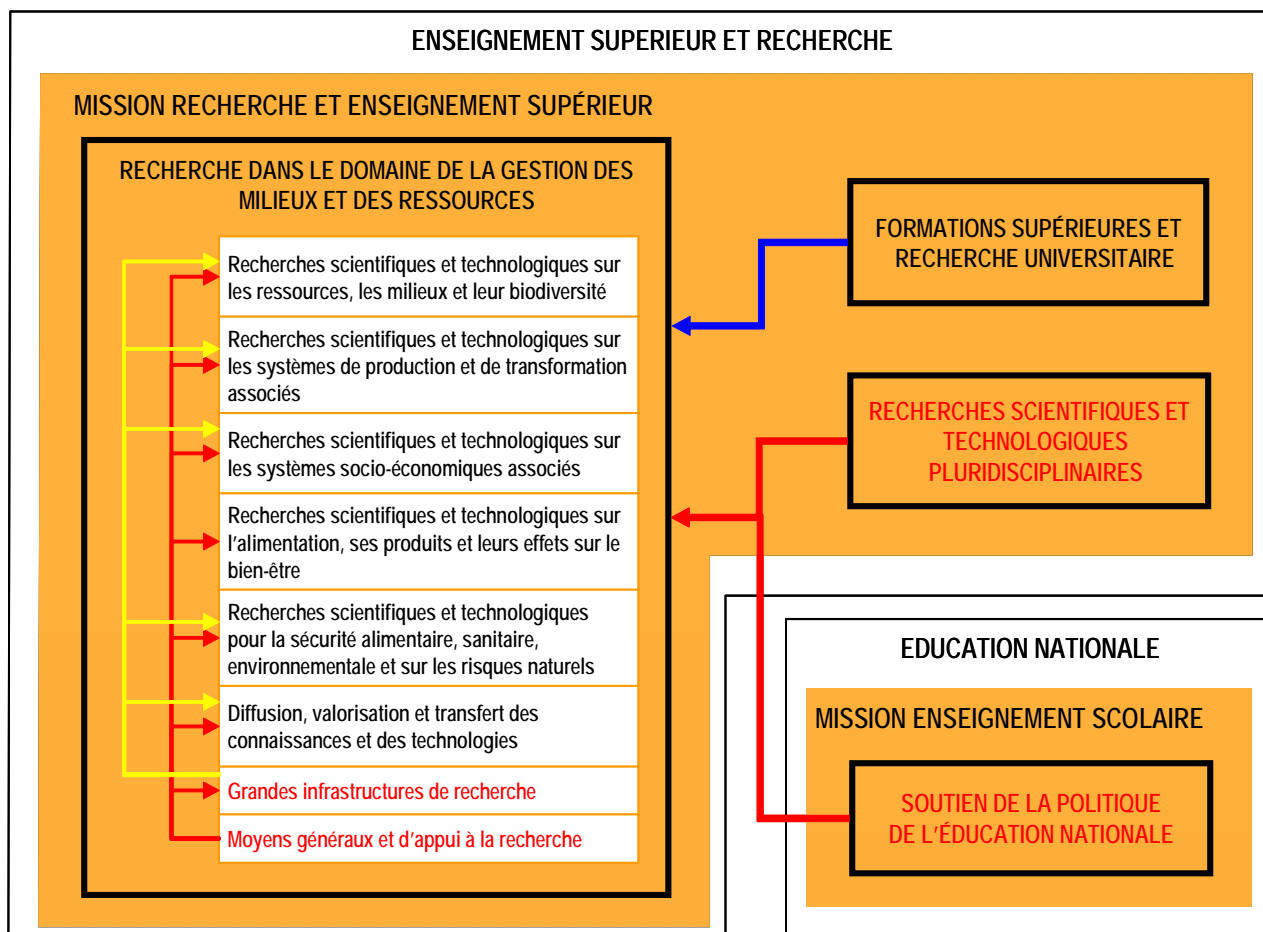 ENSEIGNEMENT SUPERIEUR ET RECHERCHE
MISSION RECHERCHE ET ENSEIGNEMENT SUPÉRIEUR
RECHERCHE DANS LE DOMAINE DE LA GESTION DES
MILIEUX ET DES RESSOURCES
Recherches scientifiques et technologiques sur
les ressources, les milieux et leur biodiversité
Recherches scientifiques et technologiques sur
les systèmes de production et de transformation
associés
Recherches scientifiques et technologiques sur
les systèmes socio-économiques associés
Recherches scientifiques et technologiques sur
l'alimentation, ses produits et leurs effets sur le
bien-être
Recherches scientifiques et technologiques
pour la sécurité alimentaire, sanitaire,
environnementale et sur les risques naturels
Diffusion, valorisation et transfert des
connaissances et des technologies
Grandes infrastructures de recherche
Moyens généraux et d'appui à la recherche
FORMATIONS SUPÉRIEURES ET
RECHERCHE UNIVERSITAIRE
RECHERCHES SCIENTIFIQUES ET
TECHNOLOGIQUES
PLURIDISCIPLINAIRES
EDUCATION NATIONALE
MISSION ENSEIGNEMENT SCOLAIRE
SOUTIEN DE LA POLITIQUE
DE L'ÉDUCATION NATIONALE